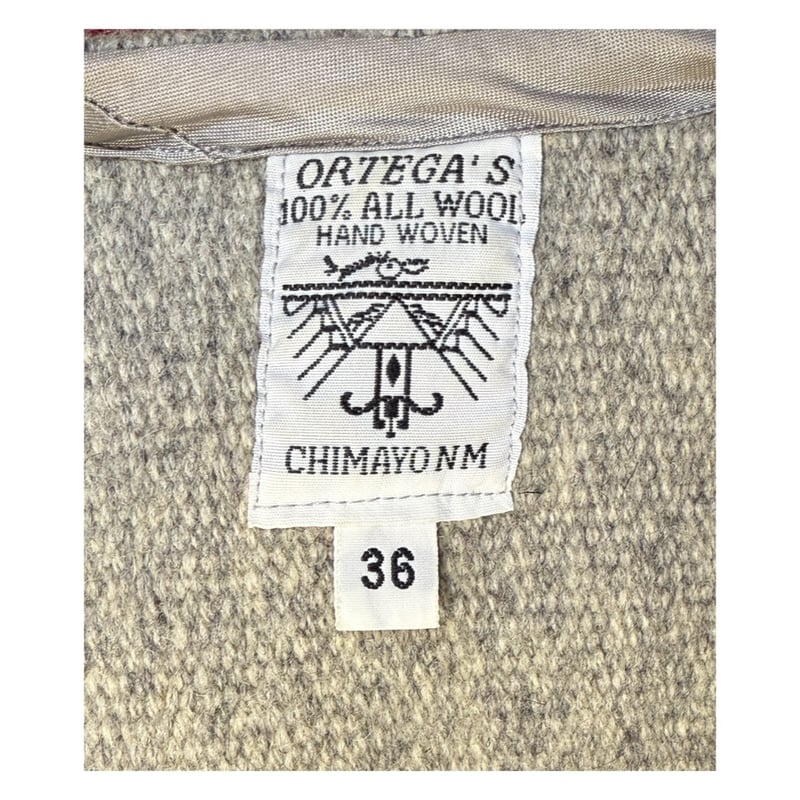 ORTEGA'S
100% ALL WOOL
HAND WOVEN
CHIMAYO NM
36